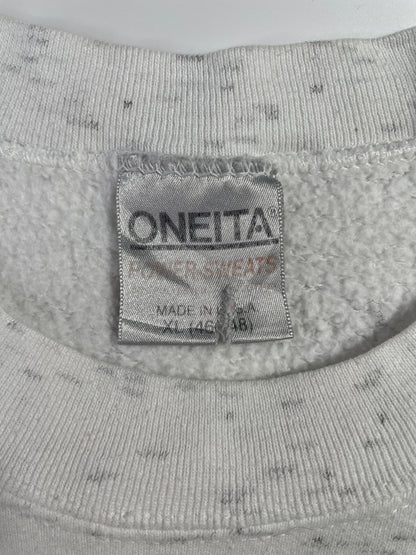 ONEITA®
POWER-SWEATS
MADE IN U.S.A.
XL (46-48)